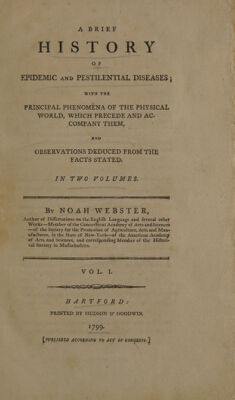 A BRIEF
HISTORY
OF
EPIDEMIC AND PESTILENTIAL DISEASES;
WITH THE
PRINCIPAL PHENOMENA OF THE PHYSICAL
WORLD, WHICH PRECEDE AND AC-
COMPANY THEM,
AND
OBSERVATIONS DEDUCED FROM THE
FACTS STATED.
IN TWO VOLUMES.
BY NOAH WEBSTER,
Author of Dissertations on the English Language and several other
Works—Member of the Connecticut Academy of Arts and Sciences
—of the Society for the Promotion of Agriculture, Arts and Man-
ufactures, in the State of New-York—of the American Academy
of Arts and Sciences, and corresponding Member of the Histori-
cal Society in Massachusetts.
VOL. I.
HARTFORD:
PRINTED BY HUDSON & GOODWIN.
1799.
[PUBLISHED ACCORDING TO ACT OF CONGRESS.]